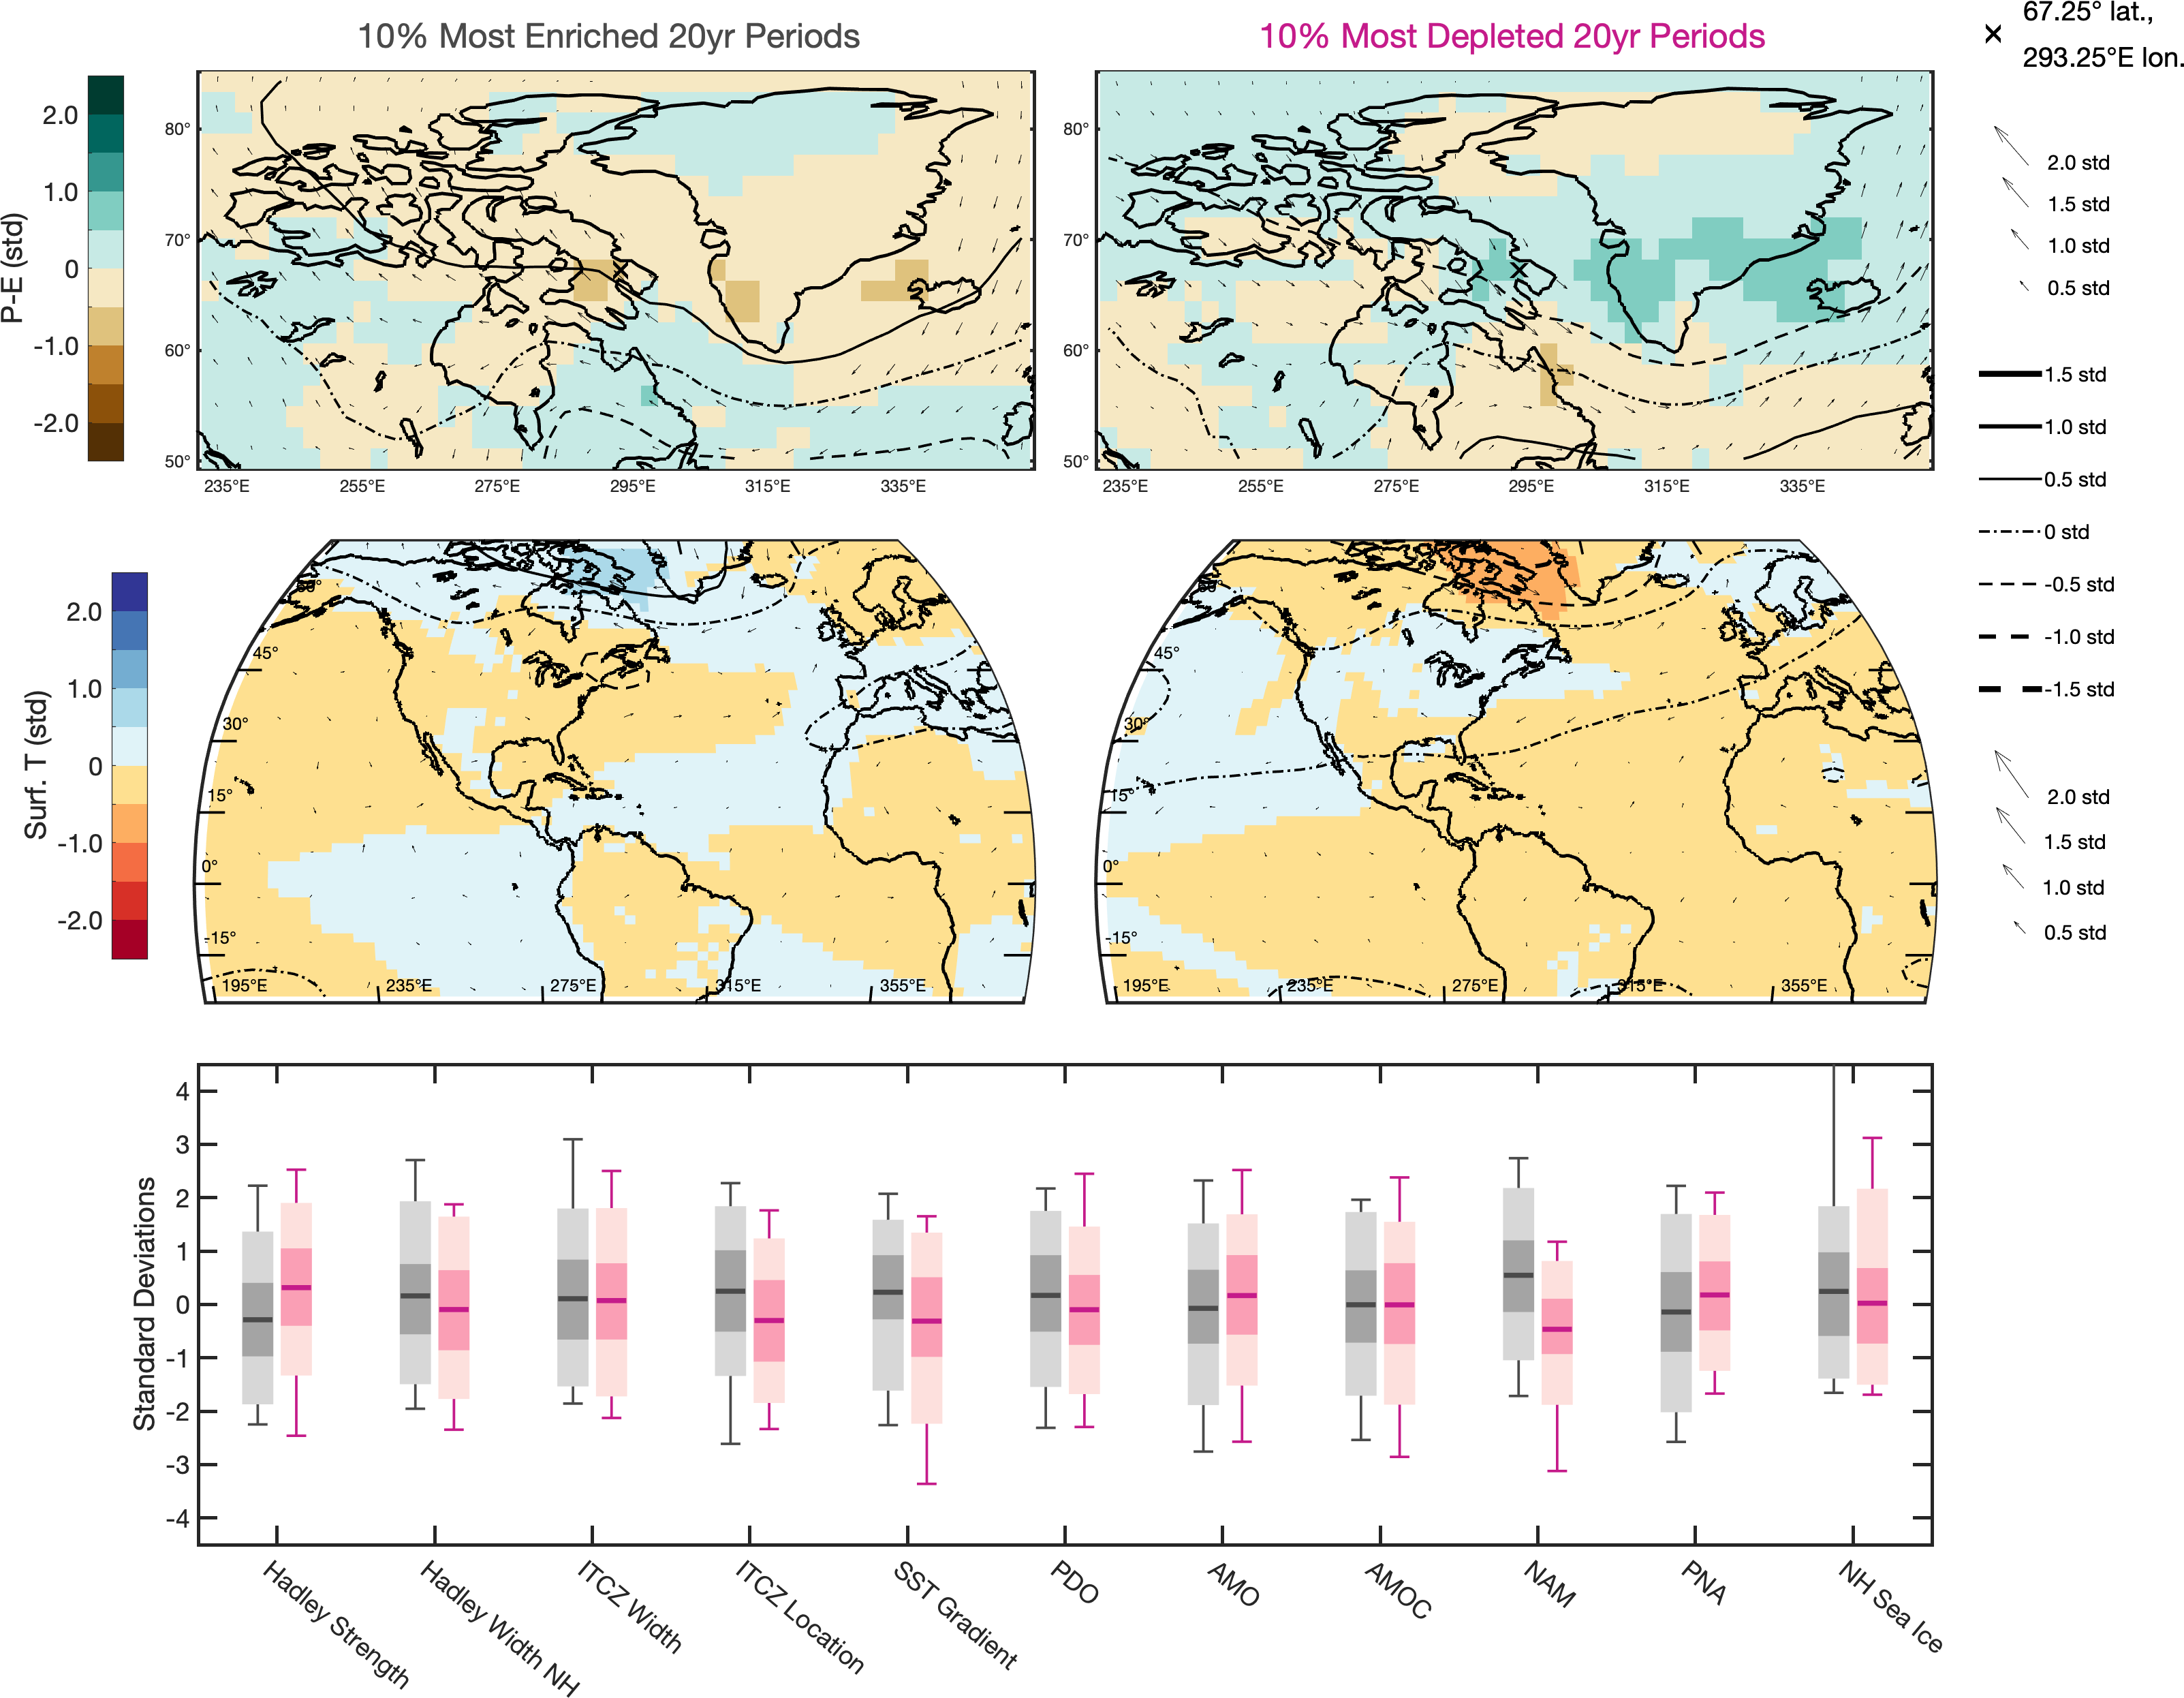 10% Most Enriched 20yr Periods
10% Most Depleted 20yr Periods
67.25° lat.,
293.25°E lon.
P-E (std)
2.0
1.0
0
-1.0
-2.0
80°
70°
60°
50°
235°E 255°E 275°E 295°E 315°E 335°E
80°
70°
60°
50°
235°E 255°E 275°E 295°E 315°E 335°E
2.0 std
1.5 std
1.0 std
0.5 std
1.5 std
1.0 std
0.5 std
0 std
-0.5 std
-1.0 std
-1.5 std
Surf. T (std)
2.0
1.0
0
-1.0
-2.0
45°
30°
15°
0°
-15°
195°E 235°E 275°E 315°E 355°E
45°
30°
15°
0°
-15°
195°E 235°E 275°E 315°E 355°E
2.0 std
1.5 std
1.0 std
0.5 std
Standard Deviations
4
3
2
1
0
-1
-2
-3
-4
Hadley Strength
Hadley Width NH
ITCZ Width
ITCZ Location
SST Gradient
PDO
AMO
AMOC
NAM
PNA
NH Sea Ice